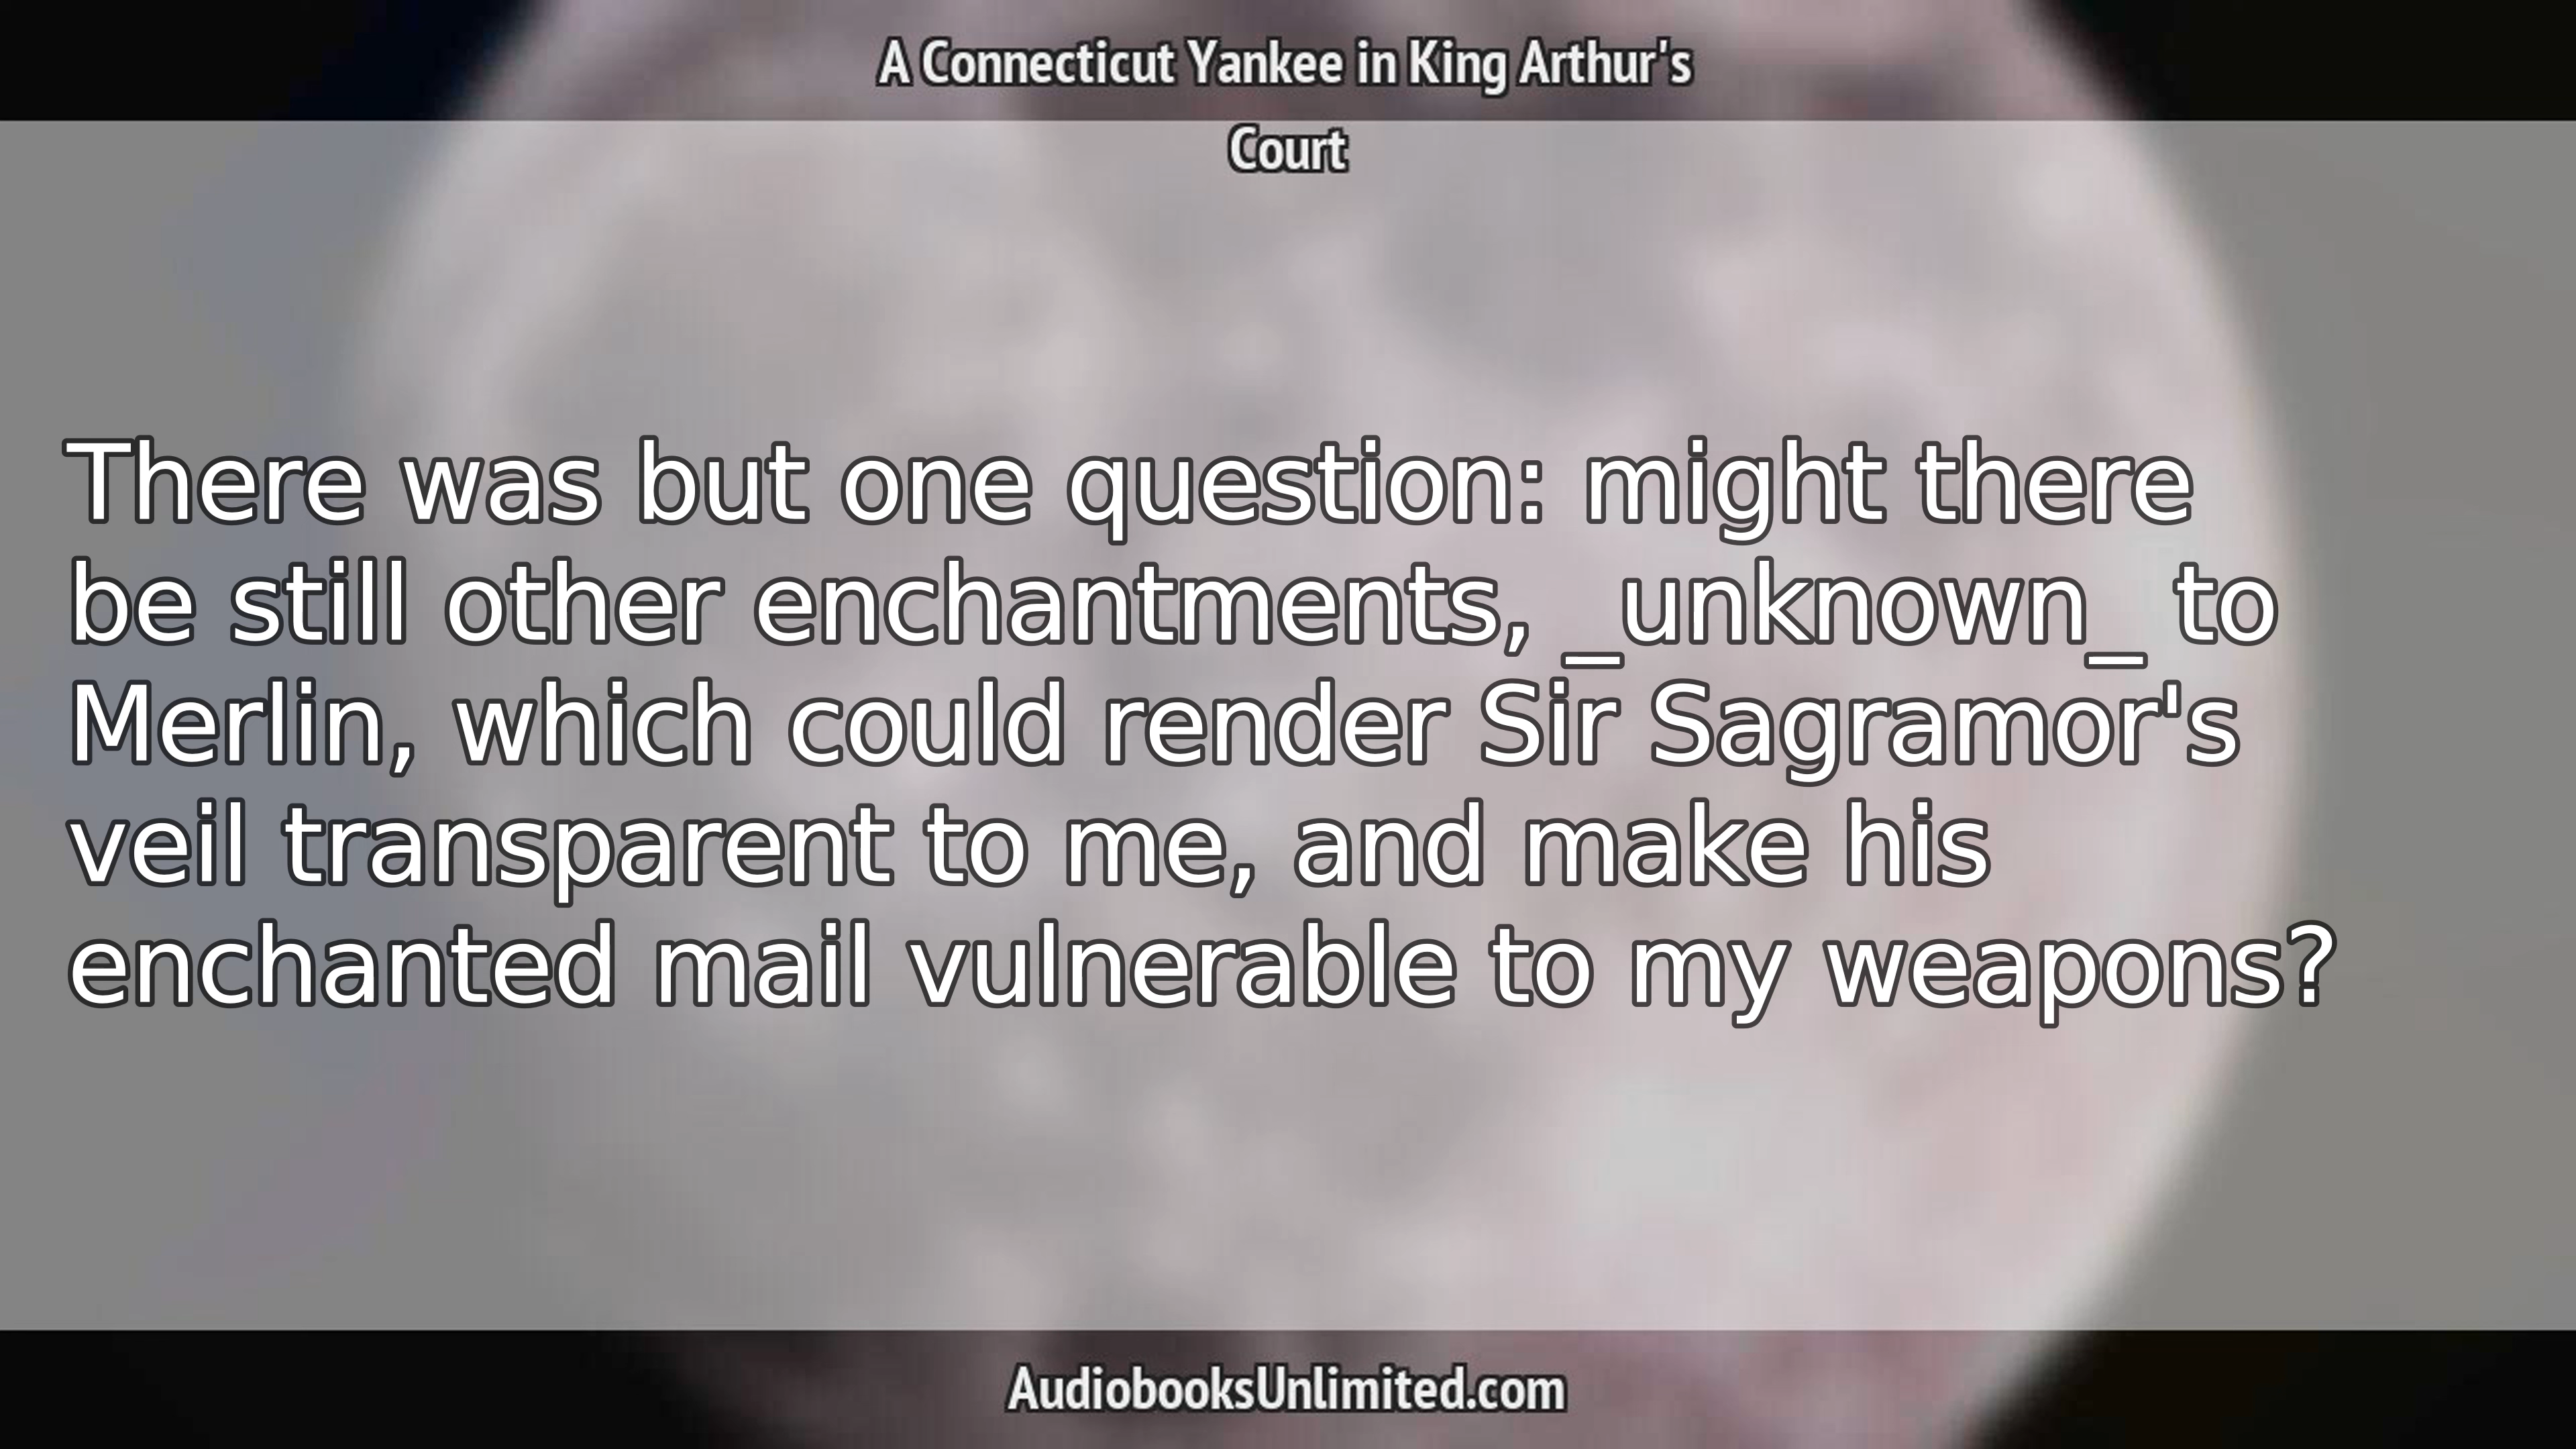 A Connecticut Yankee in King Arthur's
Court
There was but one question: might there
be still other enchantments, _unknown_ to
Merlin, which could render Sir Sagramor's
veil transparent to me, and make his
enchanted mail vulnerable to my weapons?
AudiobooksUnlimited.com